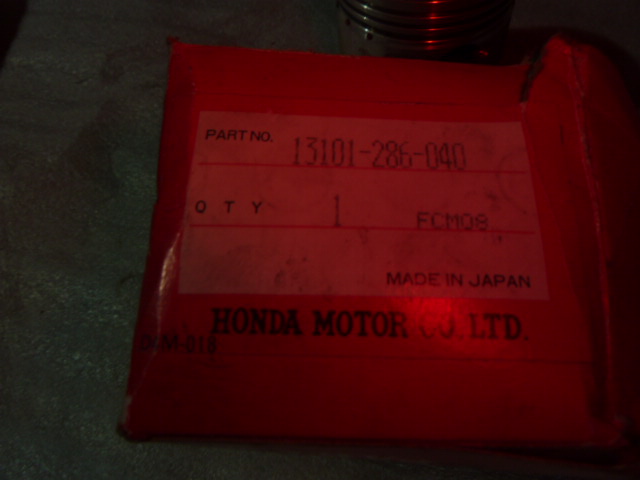 PART NO. 13101-286-040
QTY 1 FCM08
MADE IN JAPAN
HONDA MOTOR CO., LTD.